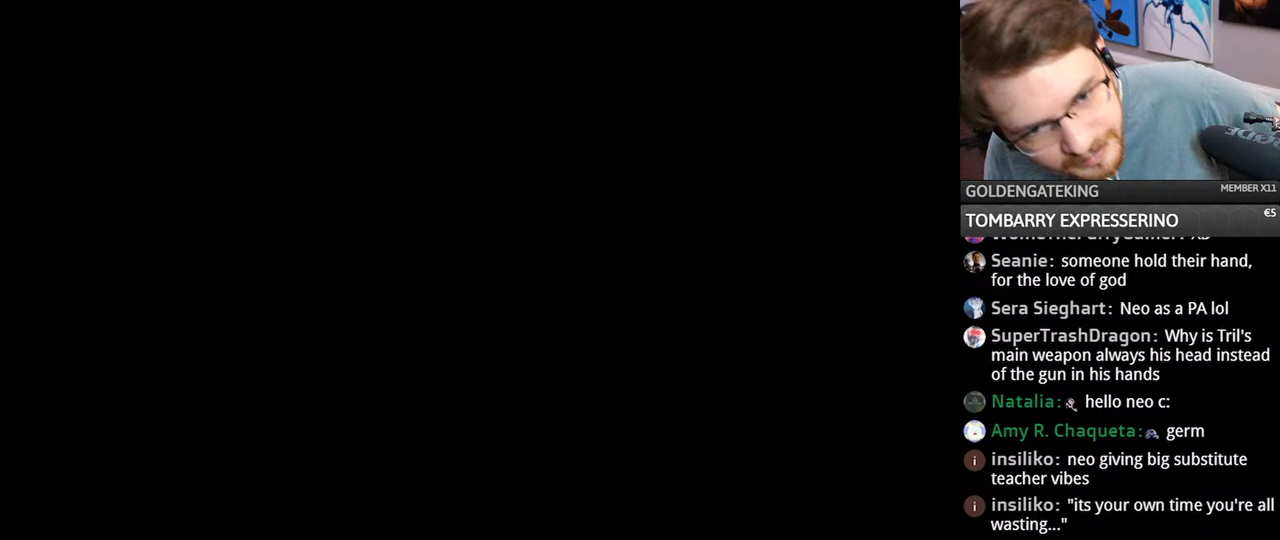 RØDE
GOLDENGATEKING
MEMBER X11
TOMBARRY EXPRESSERINO
€5
Seanie: someone hold their hand,
for the love of god
Sera Sieghart: Neo as a PA lol
SuperTrashDragon: Why is Tril's
main weapon always his head instead
of the gun in his hands
Natalia: hello neo c:
Amy R. Chaqueta: germ
i insiliko: neo giving big substitute
teacher vibes
i insiliko: "its your own time you're all
wasting..."